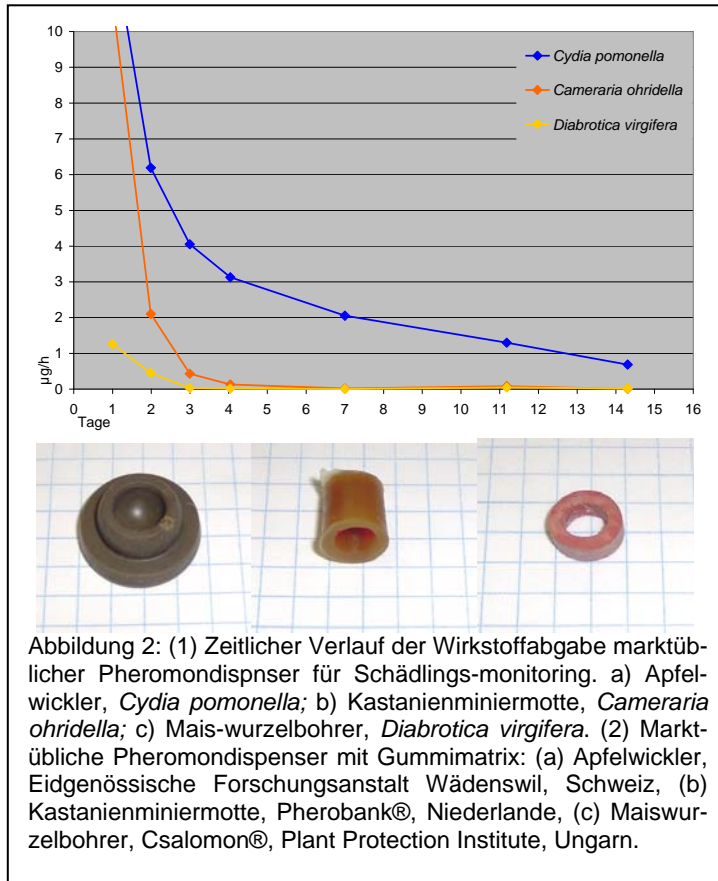 10
9
8
7
6
5
4
3
2
1
0
µg/h
Cydia pomonella
Cameraria ohridella
Diabrotica virgifera
0 1 2 3 4 5 6 7 8 9 10 11 12 13 14 15 16
Tage
Abbildung 2: (1) Zeitlicher Verlauf der Wirkstoffabgabe marktüb-
licher Pheromondispnser für Schädlings-monitoring. a) Apfel-
wickler, Cydia pomonella; b) Kastanienminiermotte, Cameraria
ohridella; c) Mais-wurzelbohrer, Diabrotica virgifera. (2) Markt-
übliche Pheromondispenser mit Gummimatrix: (a) Apfelwickler,
Eidgenössische Forschungsanstalt Wädenswil, Schweiz, (b)
Kastanienminiermotte, Pherobank®, Niederlande, (c) Maiswur-
zelbohrer, Csalomon®, Plant Protection Institute, Ungarn.